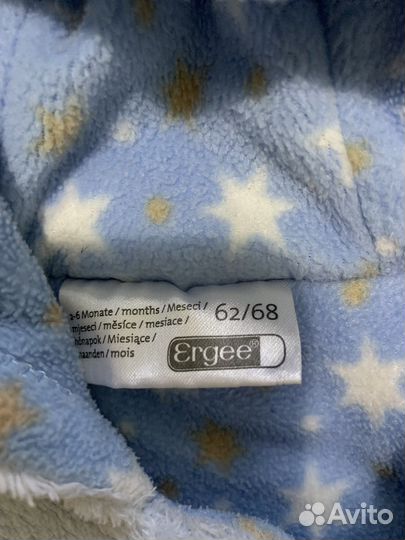 -6 Monate / months / Meseci /
mjeseci / měsíce / mesiace /
hónapok / Miesiące /
maanden / mois
62/68
Ergee®
Avito